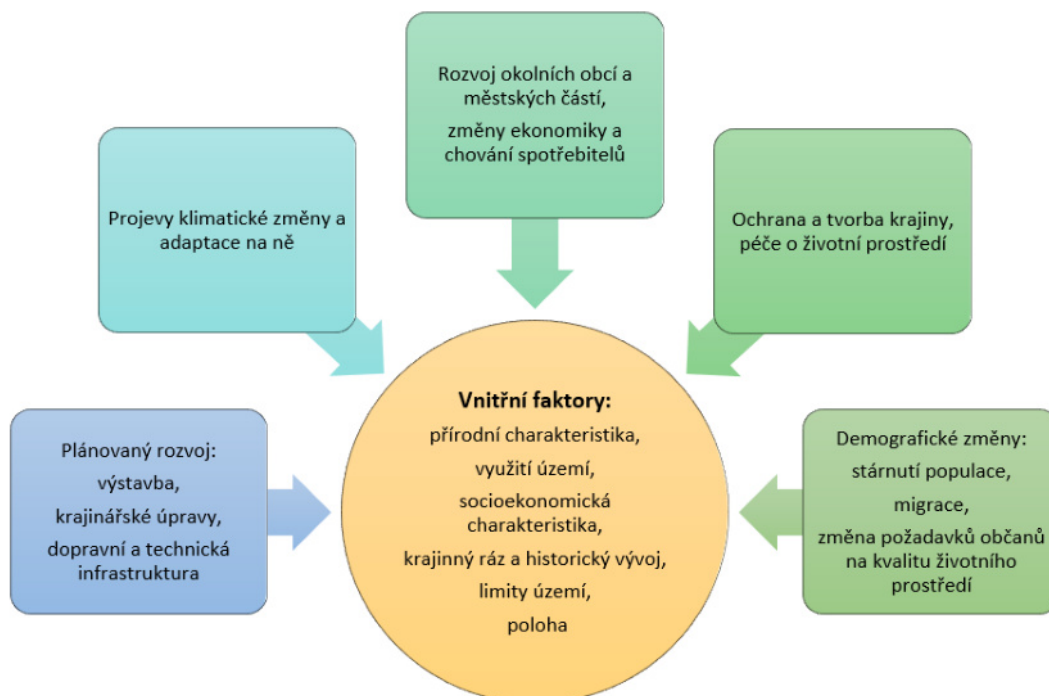 Rozvoj okolních obcí a
městských částí,
změny ekonomiky a
chování spotřebitelů
Projevy klimatické změny a
adaptace na ně
Ochrana a tvorba krajiny,
péče o životní prostředí
Plánovaný rozvoj:
výstavba,
krajinářské úpravy,
dopravní a technická
infrastruktura
Vnitřní faktory:
přírodní charakteristika,
využití území,
socioekonomická
charakteristika,
krajinný ráz a historický vývoj,
limity území,
poloha
Demografické změny:
stárnutí populace,
migrace,
změna požadavků občanů
na kvalitu životního
prostředí